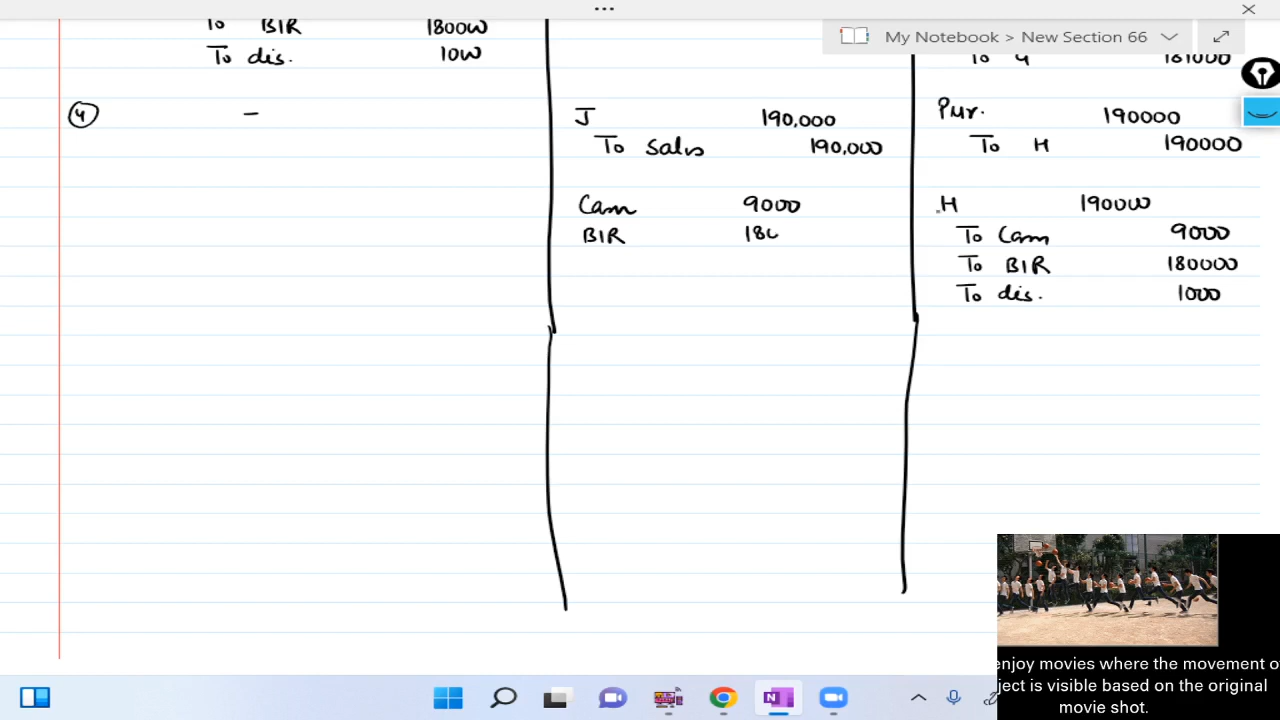 My Notebook > New Section 66
To BIR 180000
To dis. 1000
To G 181000
4 –
J 190,000
To Sales 190,000
Cam 9000
BIR 180
Pur. 190000
To H 190000
H 190000
To Cam 9000
To BIR 180000
To dis. 1000
enjoy movies where the movement o
ject is visible based on the original
movie shot.